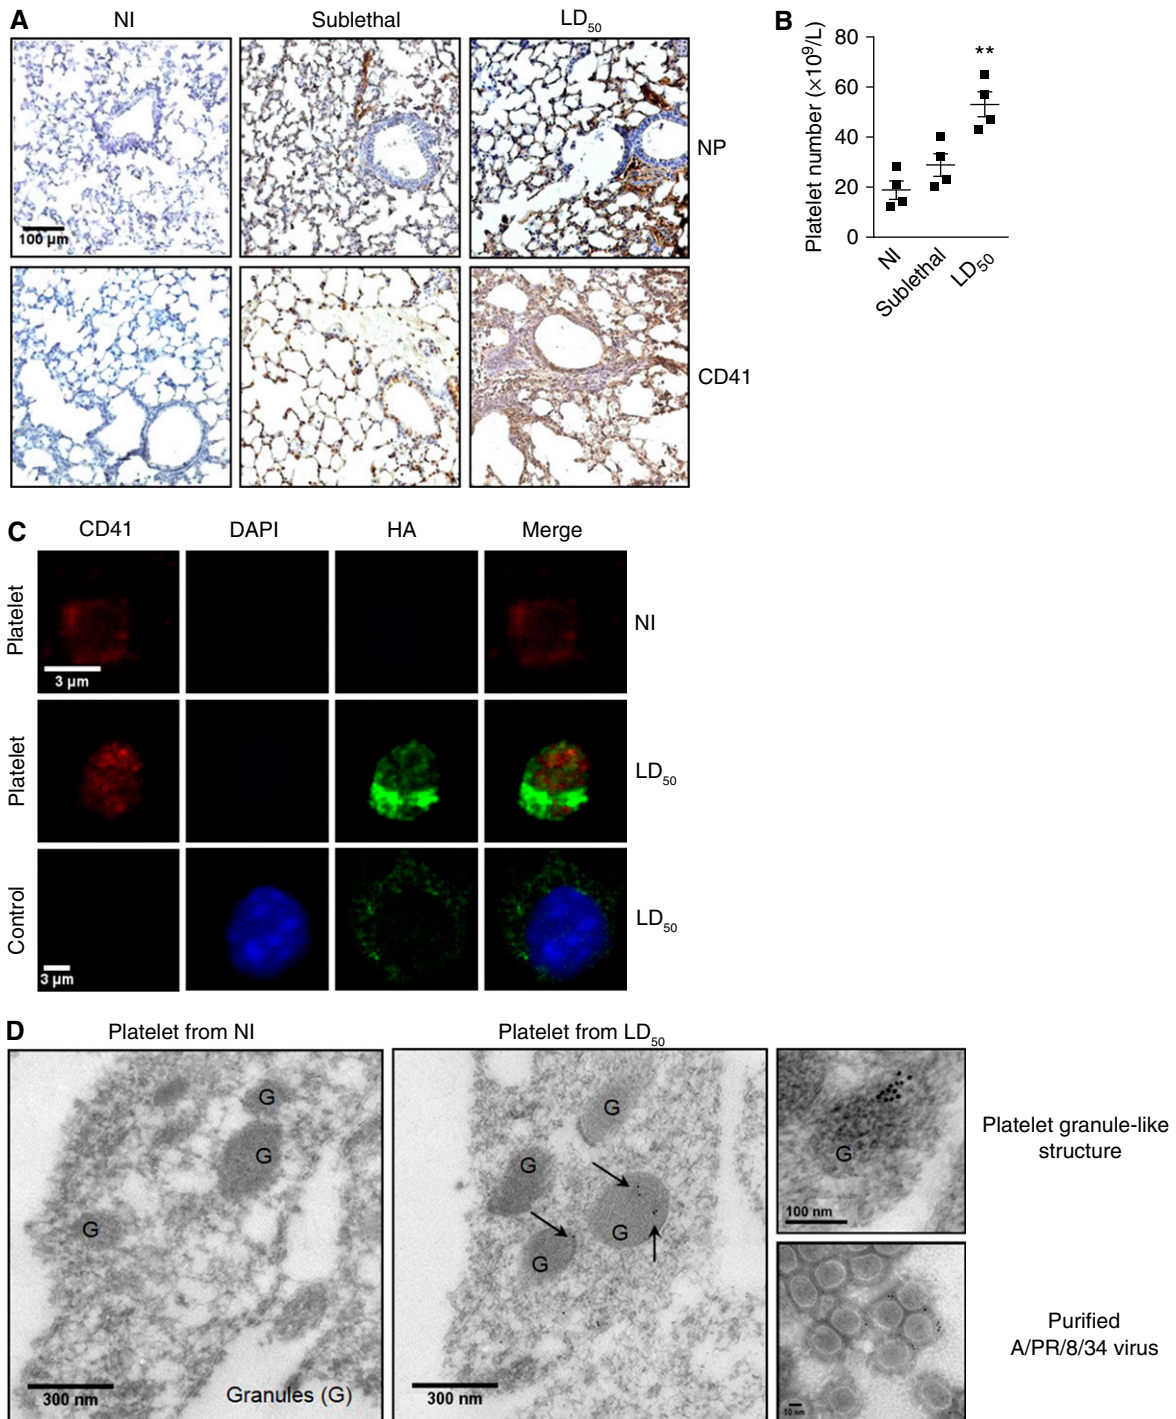 A
NI
Sublethal
LD50
NP
100 μm
CD41
B
Platelet number (×10⁹/L)
80
60
40
20
0
**
NI
Sublethal
LD50
C
CD41
DAPI
HA
Merge
Platelet
3 μm
NI
Platelet
LD50
Control
3 μm
LD50
D
Platelet from NI
Platelet from LD50
G
G
G
300 nm
Granules (G)
G
G
G
G
300 nm
G
100 nm
Platelet granule-like
structure
50 nm
Purified
A/PR/8/34 virus